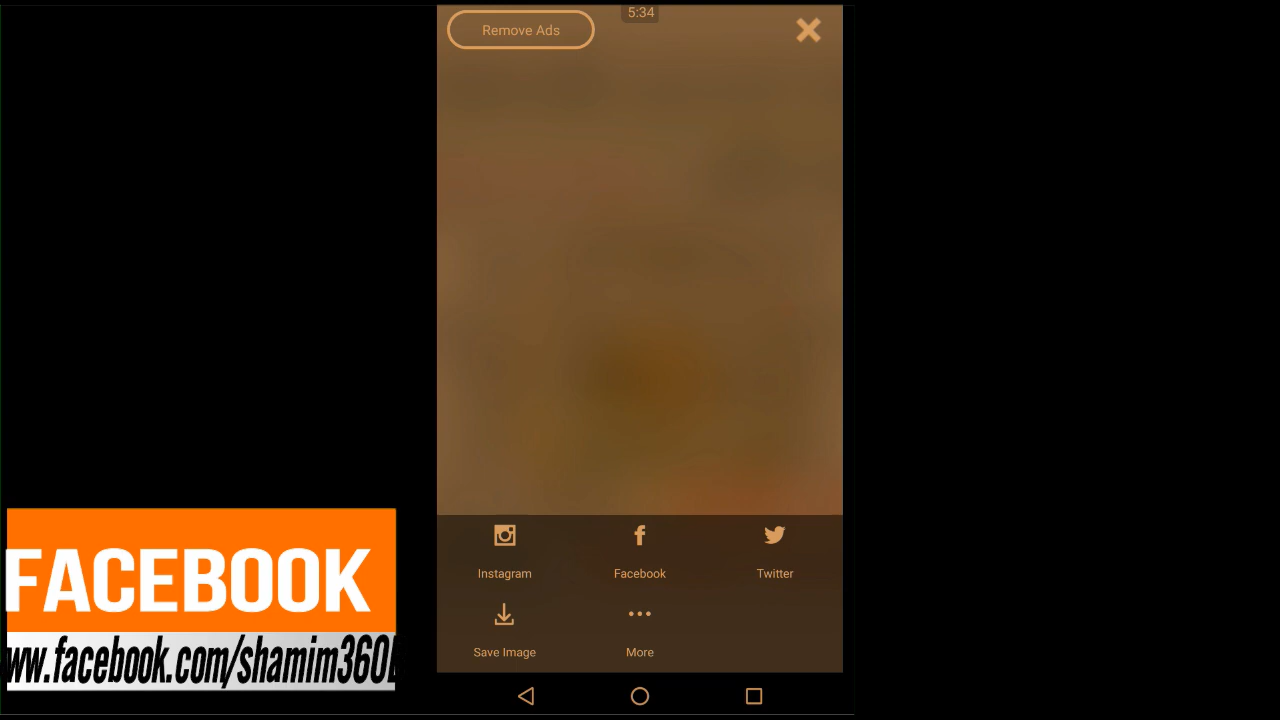 5:34
Remove Ads
Instagram
Facebook
Twitter
Save Image
More
FACEBOOK
ww.facebook.com/shamim360